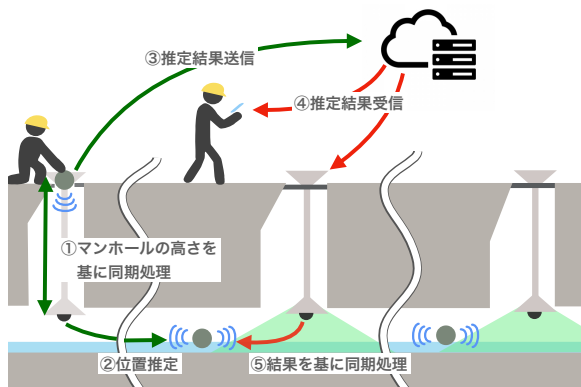 ③推定結果送信
④推定結果受信
①マンホールの高さを
基に同期処理
②位置推定
⑤結果を基に同期処理